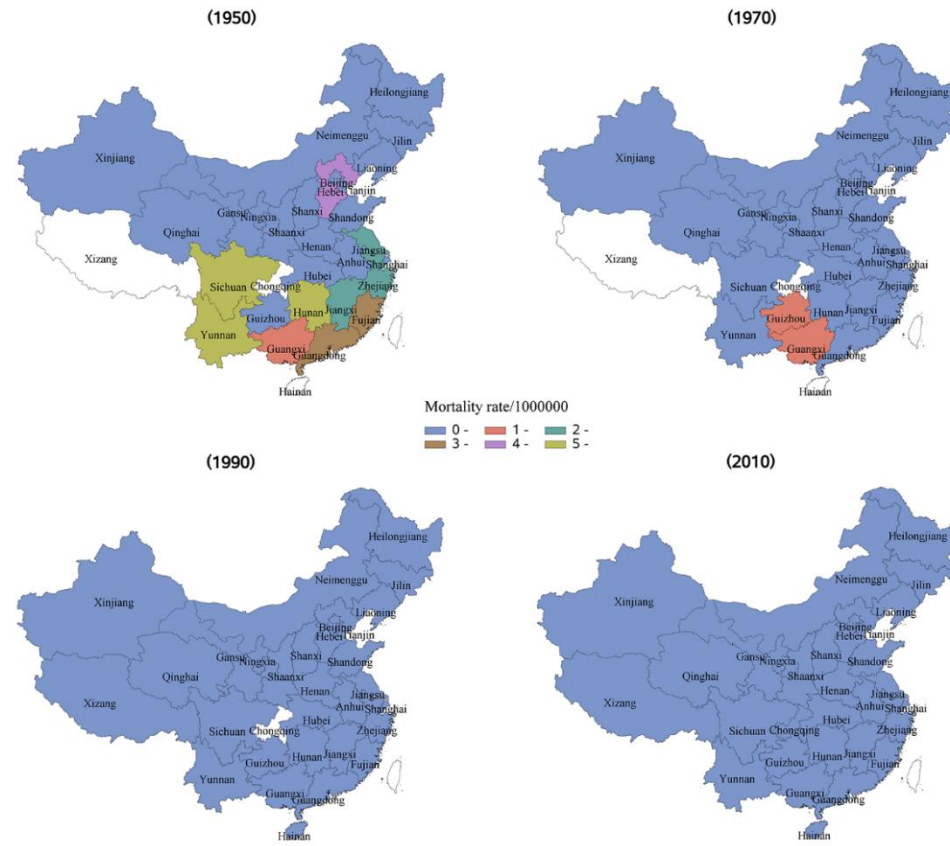 (1950)
Heilongjiang
Neimenggu
Jilin
Xinjiang
Liaoning
Beijing
Hebei Tianjin
Gansu Ningxia Shanxi Shandong
Qinghai
Shaanxi
Xizang
Henan
Jiangsu
Anhui
Shanghai
Hubei
Sichuan Chongqing
Zhejiang
Hunan Jiangxi
Guizhou
Fujian
Yunnan
Guangxi
Guangdong
Hainan
(1970)
Heilongjiang
Neimenggu
Jilin
Xinjiang
Liaoning
Beijing
Hebei Tianjin
Gansu Ningxia Shanxi Shandong
Qinghai
Shaanxi
Xizang
Henan
Jiangsu
Anhui
Shanghai
Hubei
Sichuan Chongqing
Zhejiang
Hunan Jiangxi
Guizhou
Fujian
Yunnan
Guangxi
Guangdong
Hainan
Mortality rate/1000000
0 - 1 - 2 -
3 - 4 - 5 -
(1990)
Heilongjiang
Neimenggu
Jilin
Xinjiang
Liaoning
Beijing
Hebei Tianjin
Gansu Ningxia Shanxi Shandong
Qinghai
Shaanxi
Xizang
Henan
Jiangsu
Anhui
Shanghai
Hubei
Sichuan Chongqing
Zhejiang
Hunan Jiangxi
Guizhou
Fujian
Yunnan
Guangxi
Guangdong
Hainan
(2010)
Heilongjiang
Neimenggu
Jilin
Xinjiang
Liaoning
Beijing
Hebei Tianjin
Gansu Ningxia Shanxi Shandong
Qinghai
Shaanxi
Xizang
Henan
Jiangsu
Anhui
Shanghai
Hubei
Sichuan Chongqing
Zhejiang
Hunan Jiangxi
Guizhou
Fujian
Yunnan
Guangxi
Guangdong
Hainan